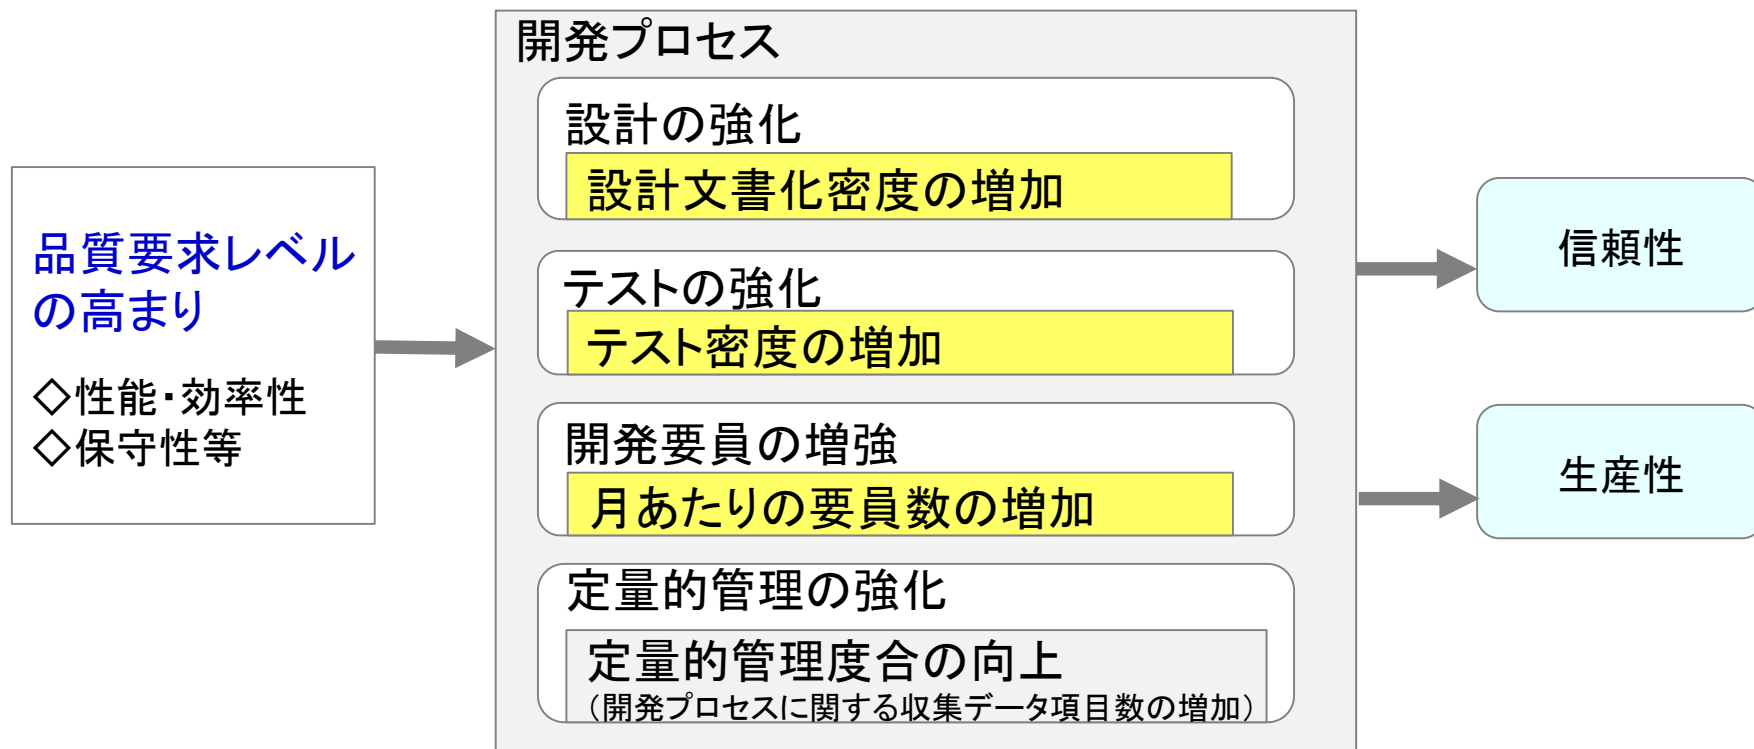 品質要求レベル
の高まり
◇性能・効率性
◇保守性等
開発プロセス
設計の強化
設計文書化密度の増加
テストの強化
テスト密度の増加
開発要員の増強
月あたりの要員数の増加
定量的管理の強化
定量的管理度合の向上
（開発プロセスに関する収集データ項目数の増加）
信頼性
生産性